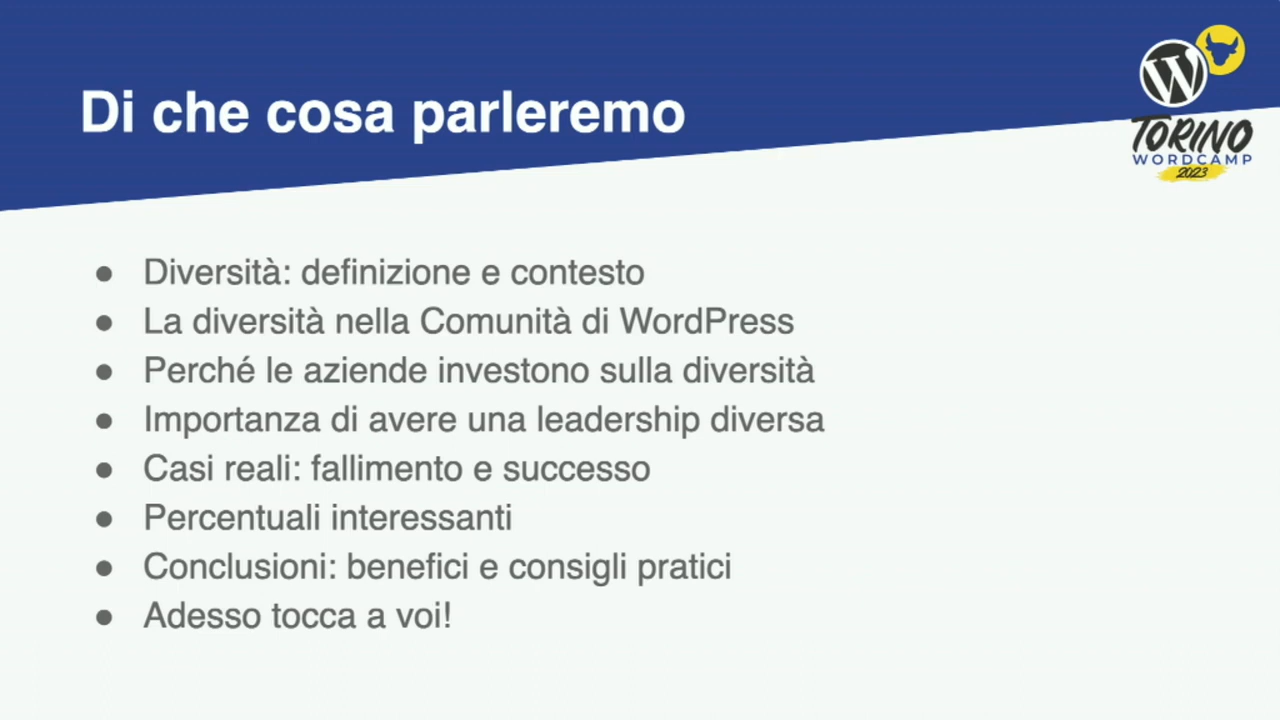 Di che cosa parleremo
TORINO
WORDCAMP
2023
● Diversità: definizione e contesto
● La diversità nella Comunità di WordPress
● Perché le aziende investono sulla diversità
● Importanza di avere una leadership diversa
● Casi reali: fallimento e successo
● Percentuali interessanti
● Conclusioni: benefici e consigli pratici
● Adesso tocca a voi!